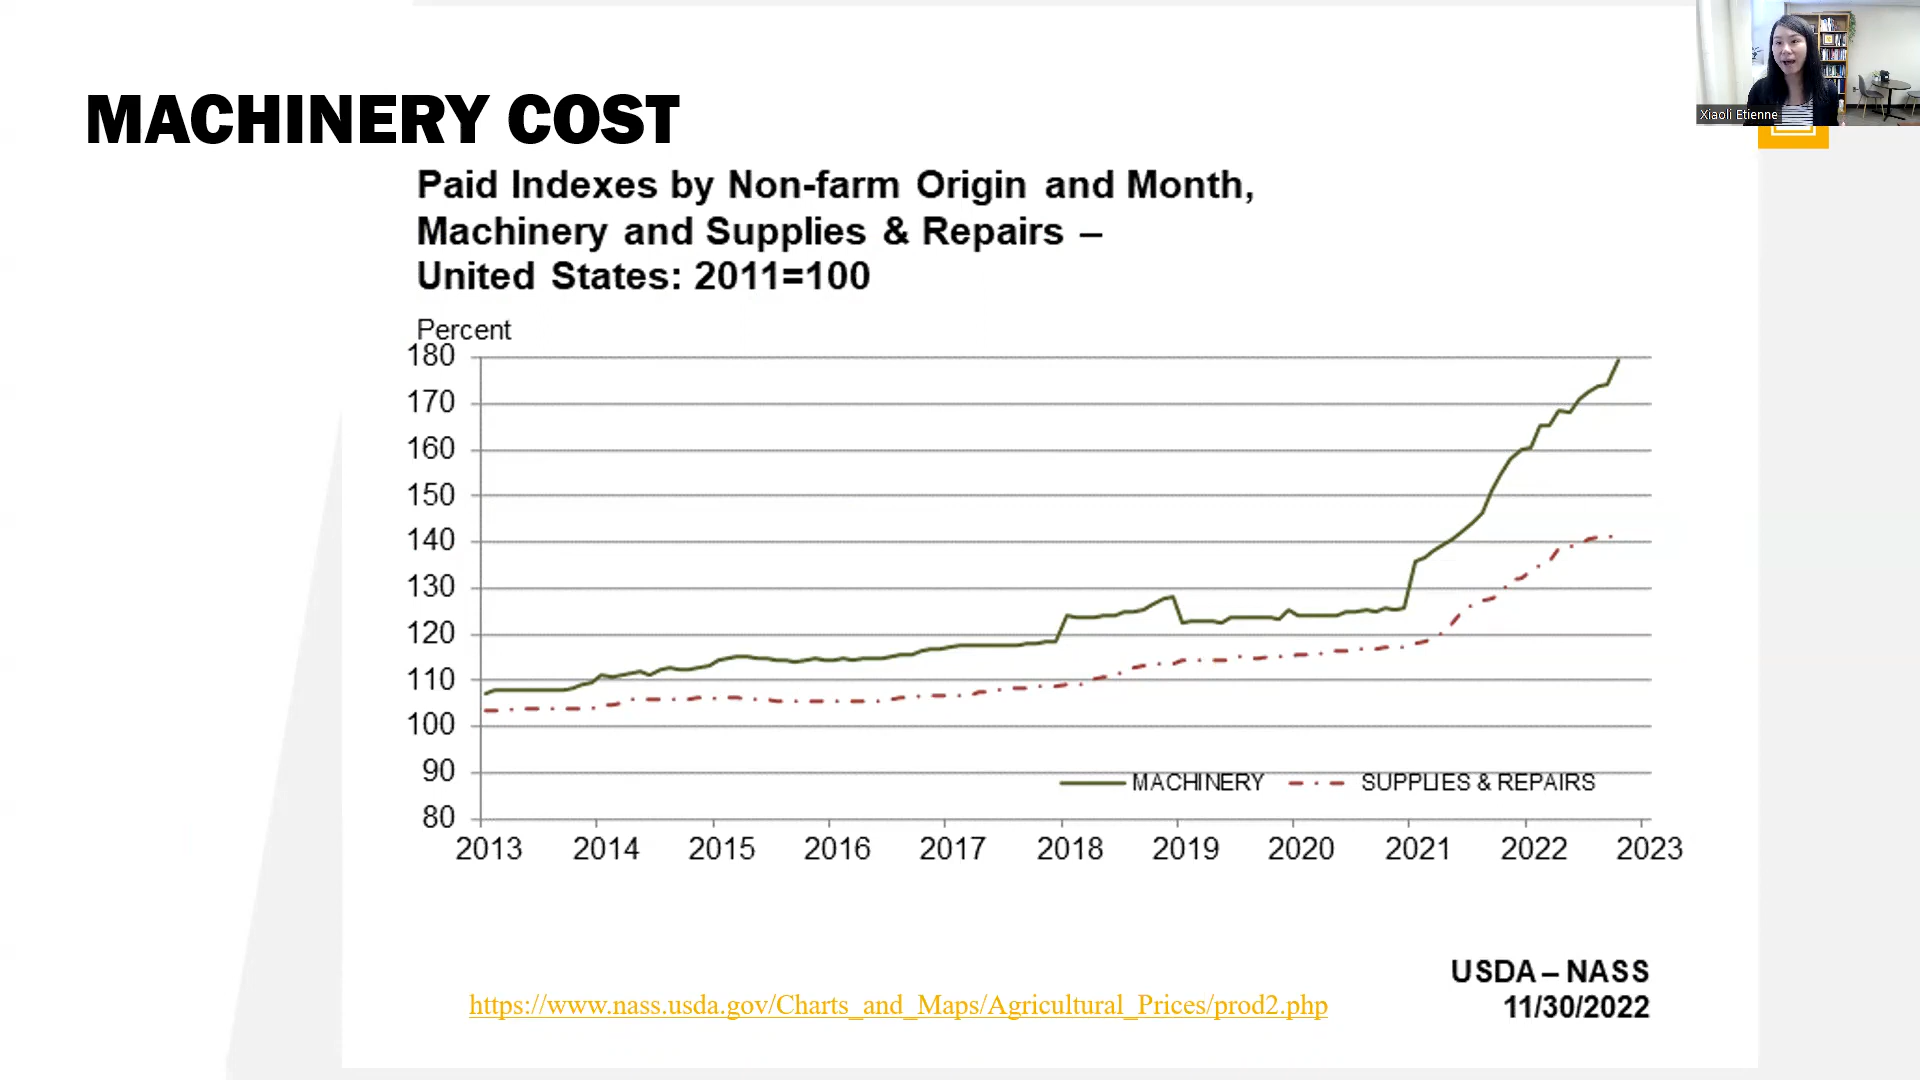 MACHINERY COST
Xiaoli Etienne
Paid Indexes by Non-farm Origin and Month,
Machinery and Supplies & Repairs –
United States: 2011=100
Percent
180
170
160
150
140
130
120
110
100
90
80
MACHINERY SUPPLIES & REPAIRS
2013 2014 2015 2016 2017 2018 2019 2020 2021 2022 2023
USDA – NASS
11/30/2022
https://www.nass.usda.gov/Charts_and_Maps/Agricultural_Prices/prod2.php